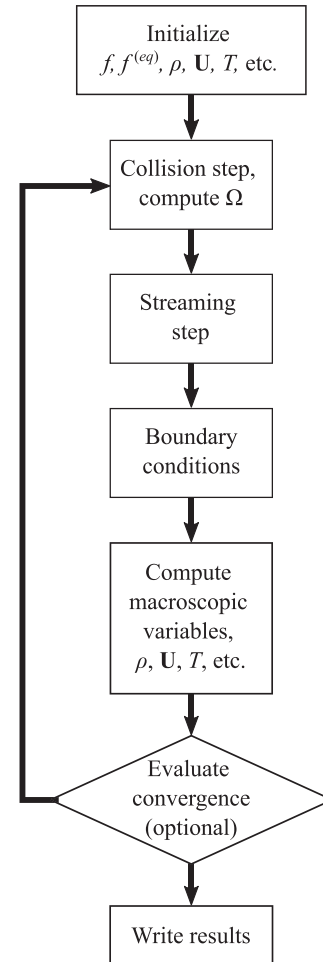 Initialize
f, f^(eq), ρ, U, T, etc.
Collision step,
compute Ω
Streaming
step
Boundary
conditions
Compute
macroscopic
variables,
ρ, U, T, etc.
Evaluate
convergence
(optional)
Write results